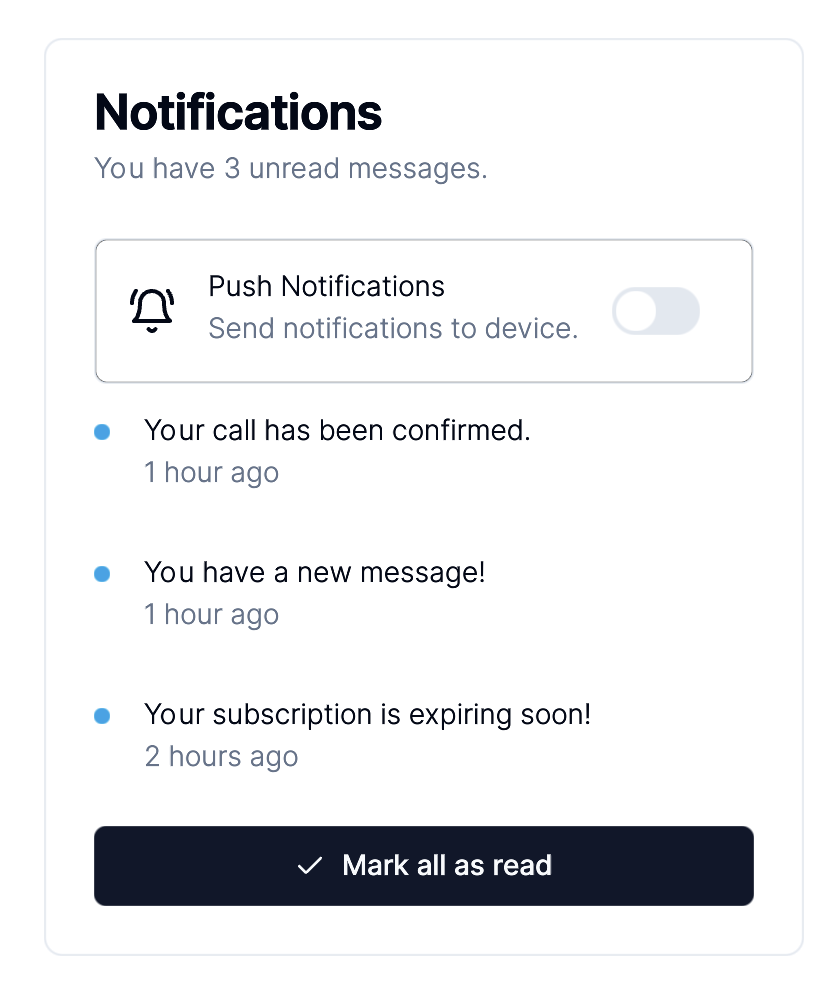 Notifications
You have 3 unread messages.
Push Notifications
Send notifications to device.
Your call has been confirmed.
1 hour ago
You have a new message!
1 hour ago
Your subscription is expiring soon!
2 hours ago
Mark all as read